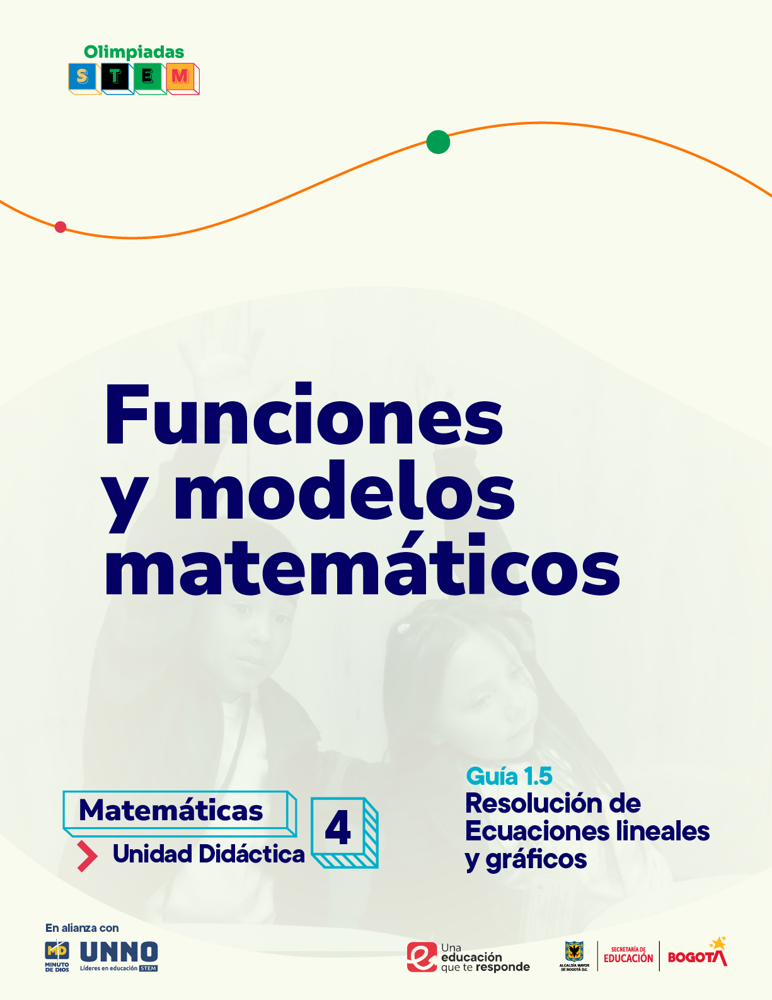 Olimpiadas
STEM
Funciones
y modelos
matemáticos
Guía 1.5
Resolución de
Ecuaciones lineales
y gráficos
Matemáticas
4
Unidad Didáctica
En alianza con
MD
MINUTO
DE DIOS
UNNO
Líderes en educación STEM
e
Una
educación
que te responde
ALCALDÍA MAYOR
DE BOGOTÁ D.C.
SECRETARÍA DE
EDUCACIÓN
BOGOTÁ